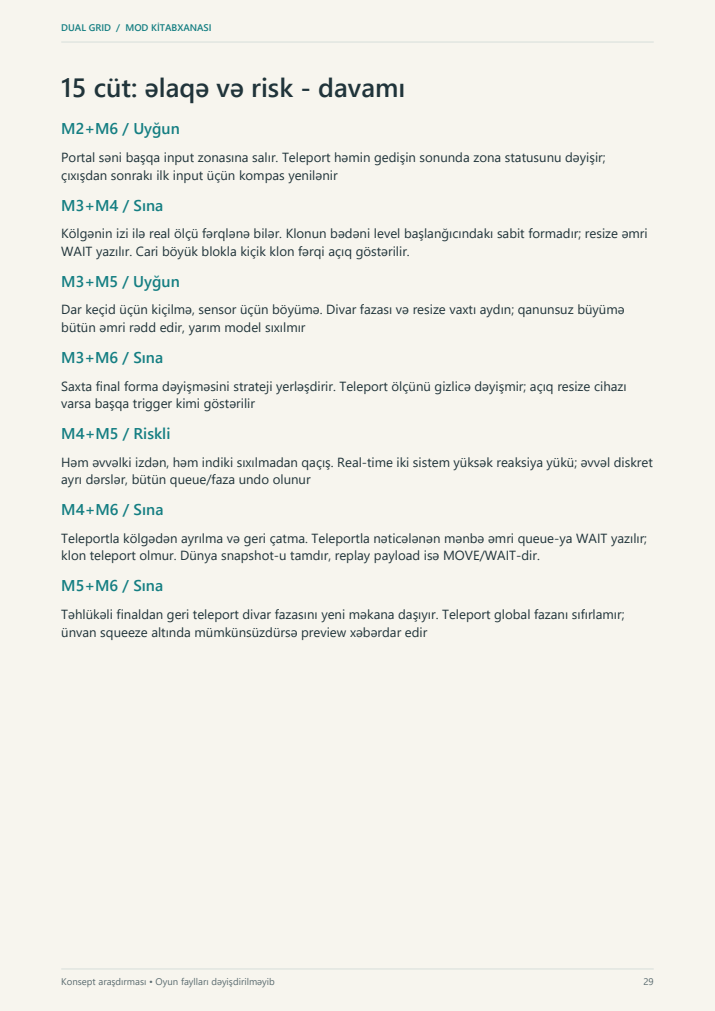 DUAL GRID / MOD KİTABXANASI
15 cüt: əlaqə və risk - davamı
M2+M6 / Uyğun
Portal səni başqa input zonasına salır. Teleport həmin gedişin sonunda zona statusunu dəyişir;
çıxışdan sonrakı ilk input üçün kompas yenilənir
M3+M4 / Sına
Kölgənin izi ilə real ölçü fərqlənə bilər. Klonun bədəni level başlanğıcındakı sabit formadır; resize əmri
WAIT yazılır. Cari böyük blokla kiçik klon fərqi açıq göstərilir.
M3+M5 / Uyğun
Dar keçid üçün kiçilmə, sensor üçün böyümə. Divar fazası və resize vaxtı aydın; qanunsuz büyümə
bütün əmri rədd edir, yarım model sıxılmır
M3+M6 / Sına
Saxta final forma dəyişməsini strateji yerləşdirir. Teleport ölçünü gizlicə dəyişmir; açıq resize cihazı
varsa başqa trigger kimi göstərilir
M4+M5 / Riskli
Həm əvvəlki izdən, həm indiki sıxılmadan qaçış. Real-time iki sistem yüksək reaksiya yükü; əvvəl diskret
ayrı dərslər, bütün queue/faza undo olunur
M4+M6 / Sına
Teleportla kölgədən ayrılma və geri çatma. Teleportla nəticələnən mənbə əmri queue-ya WAIT yazılır;
klon teleport olmur. Dünya snapshot-u tamdır, replay payload isə MOVE/WAIT-dir.
M5+M6 / Sına
Təhlükəli finaldan geri teleport divar fazasını yeni məkana daşıyır. Teleport global fazanı sıfırlamır;
ünvan squeeze altında mümkünsüzdürsə preview xəbərdar edir
Konsept araşdırması • Oyun faylları dəyişdirilməyib
29